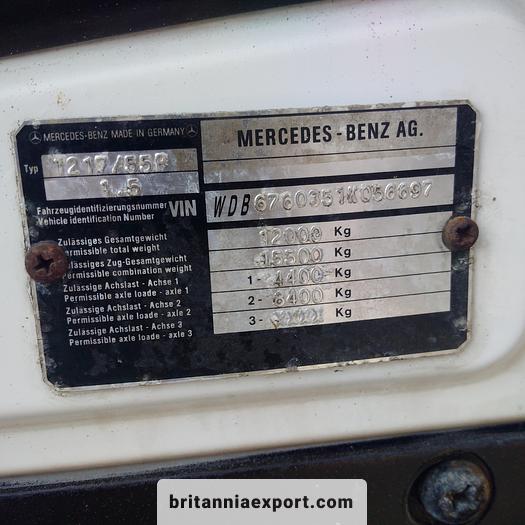 MERCEDES-BENZ MADE IN GERMANY
MERCEDES-BENZ AG.
Typ 1217/55R
1.5
Fahrzeugidentifizierungsnummer
Vehicle identification Number VIN WDB6760351K056697
Zulässiges Gesamtgewicht
Permissible total weight 12000 Kg
Zulässiges Zug-Gesamtgewicht
Permissible combination weight 15500 Kg
Zulässige Achslast - Achse 1
Permissible axle load - axle 1 1- 4400 Kg
Zulässige Achslast - Achse 2
Permissible axle load - axle 2 2- 8400 Kg
Zulässige Achslast - Achse 3
Permissible axle load - axle 3 3- Kg
britanniaexport.com